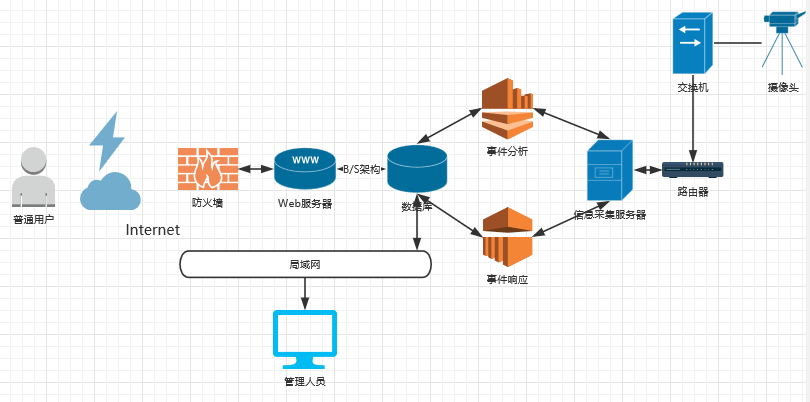 交换机
摄像头
事件分析
WWW
B/S架构
路由器
防火墙
Web服务器
数据库
信息采集服务器
普通用户
Internet
局域网
事件响应
管理人员